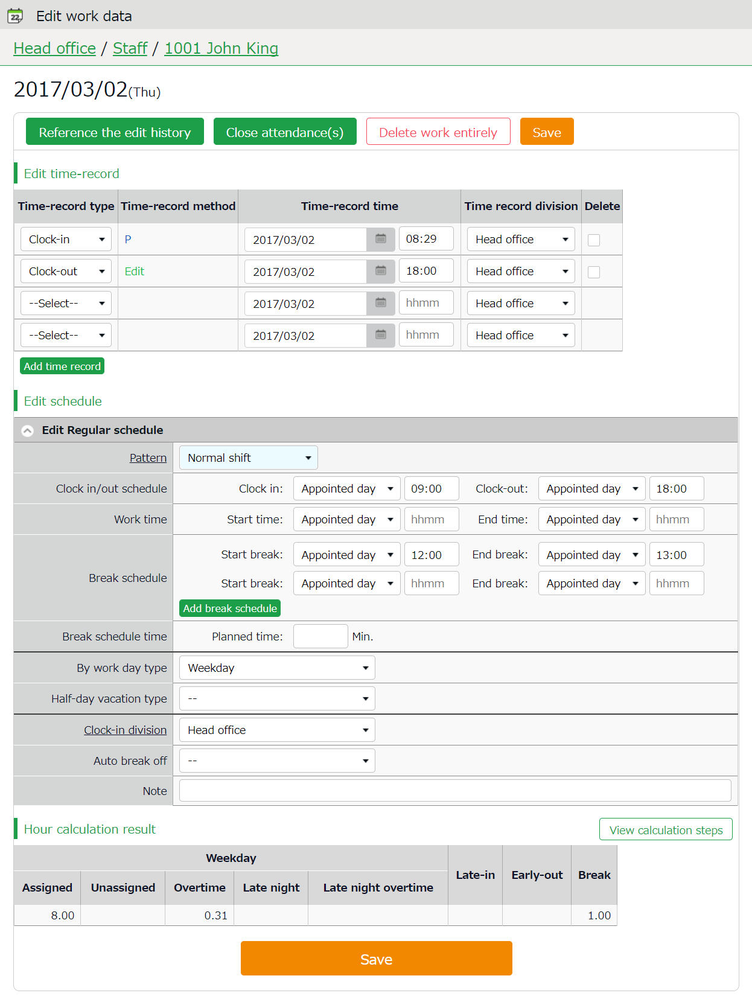 22
Edit work data
Head office / Staff / 1001 John King
2017/03/02(Thu)
Reference the edit history Close attendance(s) Delete work entirely Save
Edit time-record
Time-record type Time-record method Time-record time Time record division Delete
Clock-in P 2017/03/02 08:29 Head office
Clock-out Edit 2017/03/02 18:00 Head office
--Select-- 2017/03/02 hhmm Head office
--Select-- 2017/03/02 hhmm Head office
Add time record
Edit schedule
Edit Regular schedule
Pattern Normal shift
Clock in/out schedule Clock in: Appointed day 09:00 Clock-out: Appointed day 18:00
Work time Start time: Appointed day hhmm End time: Appointed day hhmm
Break schedule Start break: Appointed day 12:00 End break: Appointed day 13:00
Start break: Appointed day hhmm End break: Appointed day hhmm
Add break schedule
Break schedule time Planned time: Min.
By work day type Weekday
Half-day vacation type --
Clock-in division Head office
Auto break off --
Note
Hour calculation result View calculation steps
Weekday Late-in Early-out Break
Assigned Unassigned Overtime Late night Late night overtime
8.00 0.31 1.00
Save